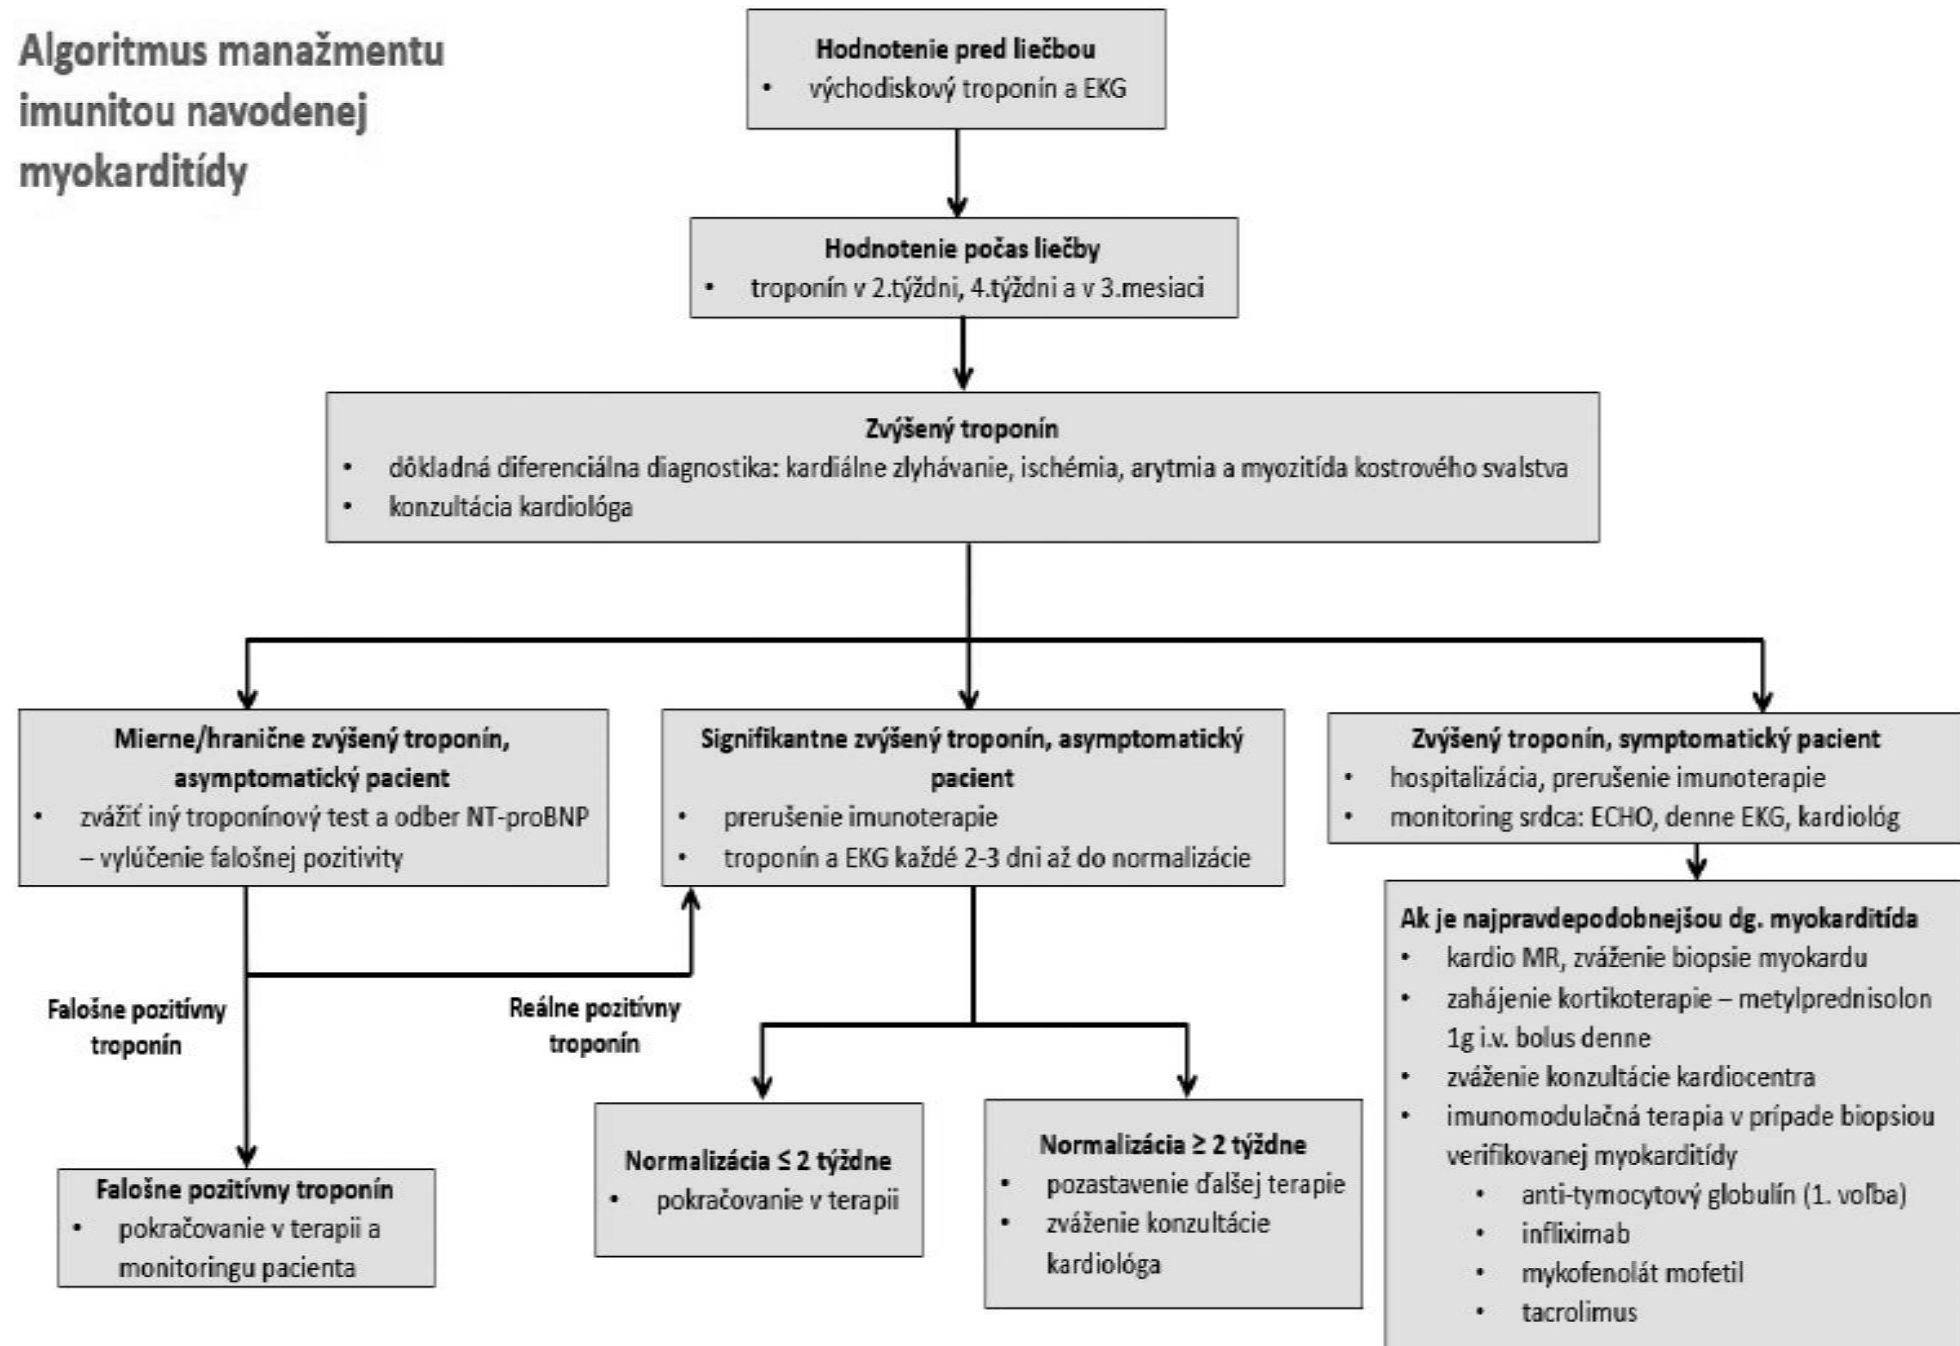 Algoritmus manažmentu
imunitou navodenej
myokarditídy
Hodnotenie pred liečbou
• východiskový troponín a EKG
Hodnotenie počas liečby
• troponín v 2.týždni, 4.týždni a v 3.mesiaci
Zvýšený troponín
• dôkladná diferenciálna diagnostika: kardiálne zlyhávanie, ischémia, arytmia a myozitída kostrového svalstva
• konzultácia kardiológa
Mierne/hranične zvýšený troponín,
asymptomatický pacient
• zvážiť iný troponínový test a odber NT-proBNP
– vylúčenie falošnej pozitivity
Signifikantne zvýšený troponín, asymptomatický
pacient
• prerušenie imunoterapie
• troponín a EKG každé 2-3 dni až do normalizácie
Zvýšený troponín, symptomatický pacient
• hospitalizácia, prerušenie imunoterapie
• monitoring srdca: ECHO, denne EKG, kardiológ
Falošne pozitívny
troponín
Reálne pozitívny
troponín
Falošne pozitívny troponín
• pokračovanie v terapii a
monitoringu pacienta
Normalizácia ≤ 2 týždne
• pokračovanie v terapii
Normalizácia ≥ 2 týždne
• pozastavenie ďalšej terapie
• zváženie konzultácie
kardiológa
Ak je najpravdepodobnejšou dg. myokarditída
• kardio MR, zváženie biopsie myokardu
• zahájenie kortikoterapie – metylprednisolon
1g i.v. bolus denne
• zváženie konzultácie kardiocentra
• imunomodulačná terapia v prípade biopsiou
verifikovanej myokarditídy
• anti-tymocytový globulín (1. voľba)
• infliximab
• mykofenolát mofetil
• tacrolimus